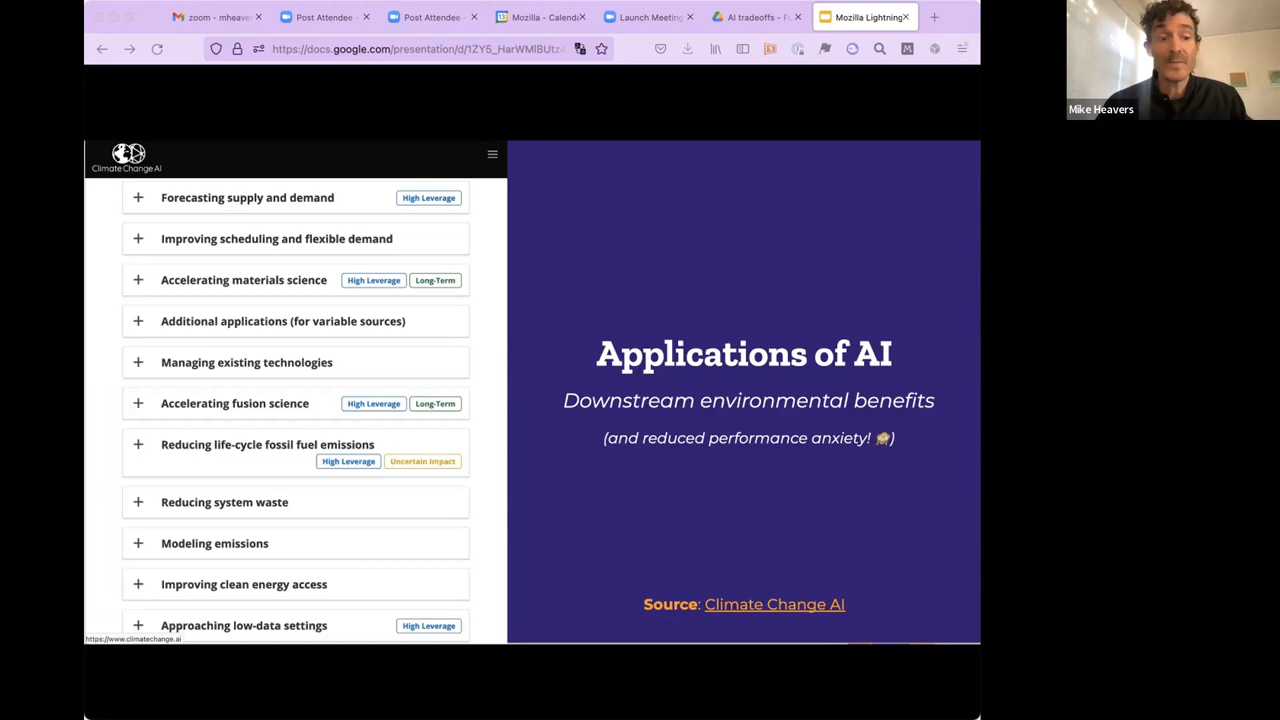 zoom - mheaver
Post Attendee -
Post Attendee -
Mozilla - Calenda
Launch Meeting
AI tradeoffs - Fu
Mozilla Lightning
https://docs.google.com/presentation/d/1ZY5_HarWMlBUtz
Mike Heavers
Climate Change AI
Forecasting supply and demand High Leverage
Improving scheduling and flexible demand
Accelerating materials science High Leverage Long-Term
Additional applications (for variable sources)
Managing existing technologies
Accelerating fusion science High Leverage Long-Term
Reducing life-cycle fossil fuel emissions
High Leverage Uncertain Impact
Reducing system waste
Modeling emissions
Improving clean energy access
Approaching low-data settings High Leverage
https://www.climatechange.ai
Applications of AI
Downstream environmental benefits
(and reduced performance anxiety! 🙈)
Source: Climate Change AI